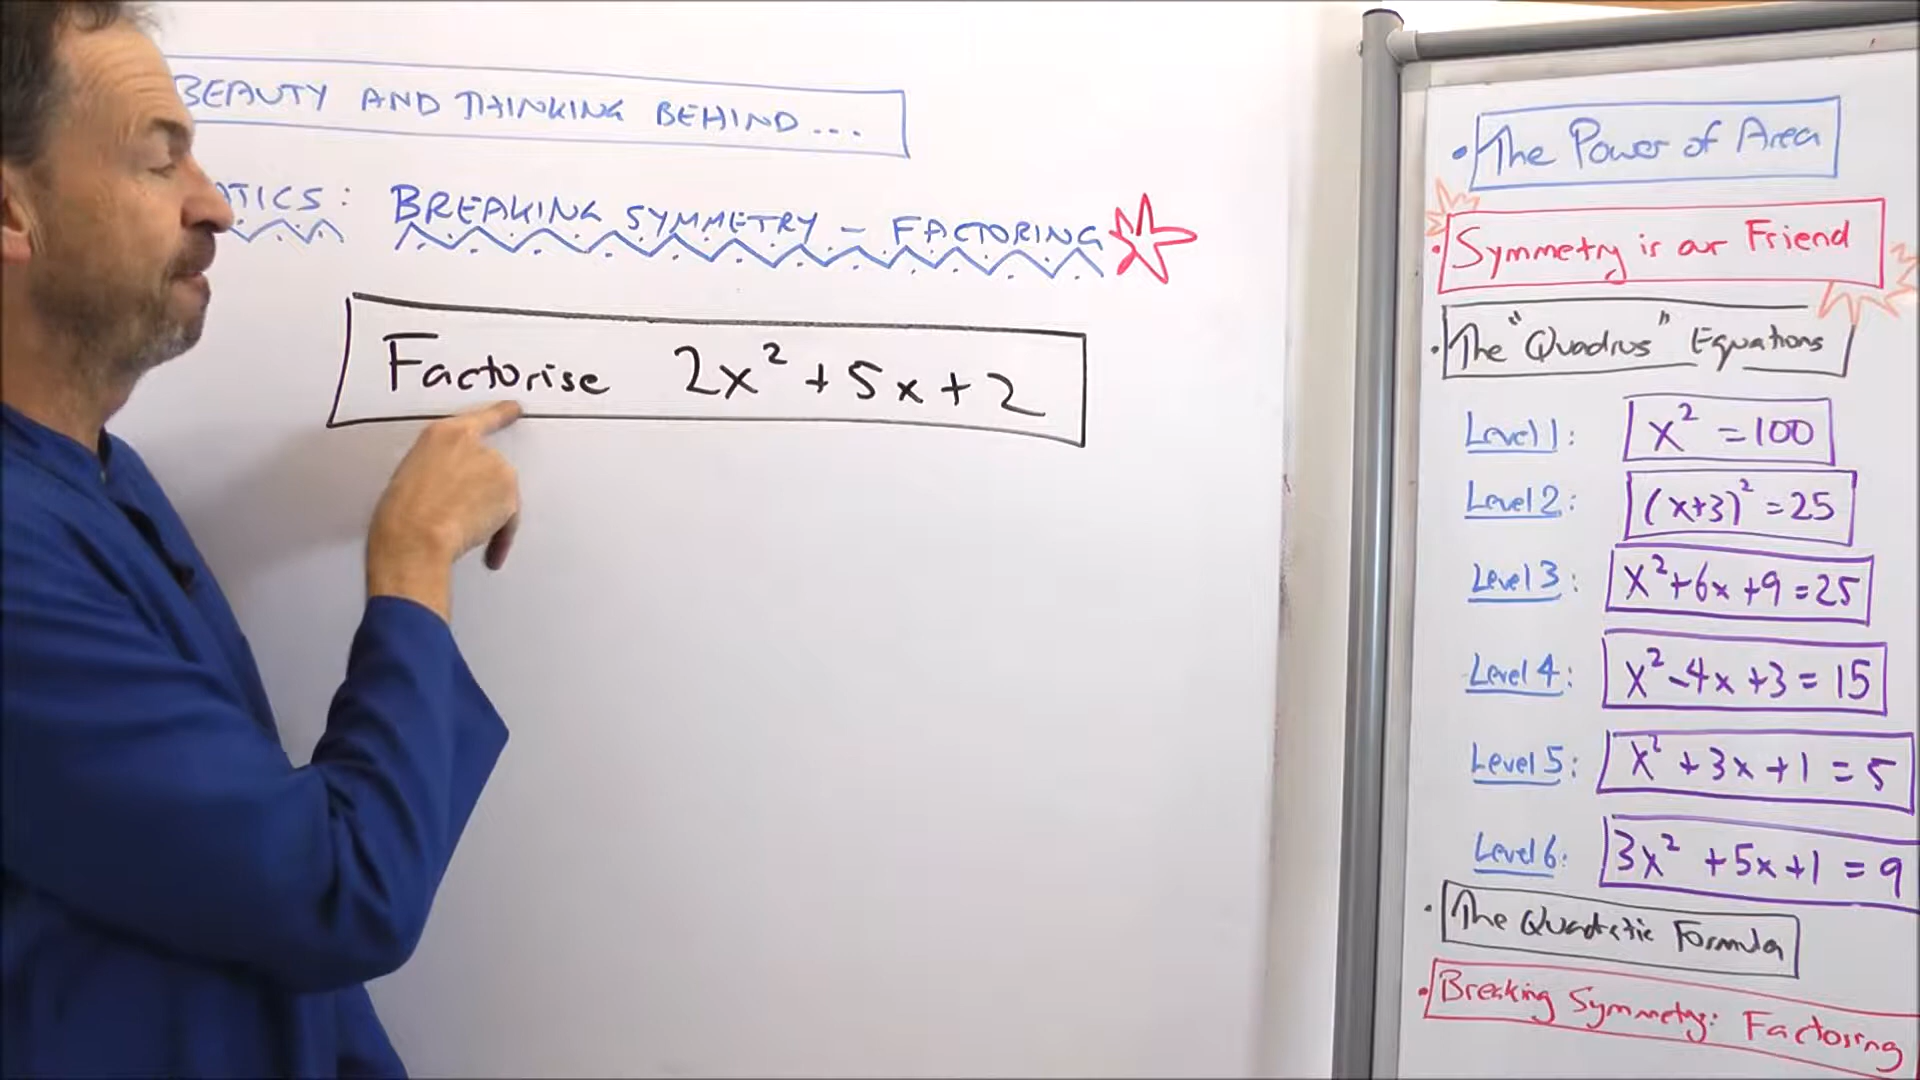 BEAUTY AND THINKING BEHIND...
ATICS: BREAKING SYMMETRY - FACTORING
Factorise 2x² + 5x + 2
• The Power of Area
• Symmetry is our Friend
• The "Quadrus" Equations
Level 1: x² = 100
Level 2: (x+3)² = 25
Level 3: x² + 6x + 9 = 25
Level 4: x² - 4x + 3 = 15
Level 5: x² + 3x + 1 = 5
Level 6: 3x² + 5x + 1 = 9
• The Quadratic Formula
• Breaking Symmetry: Factoring